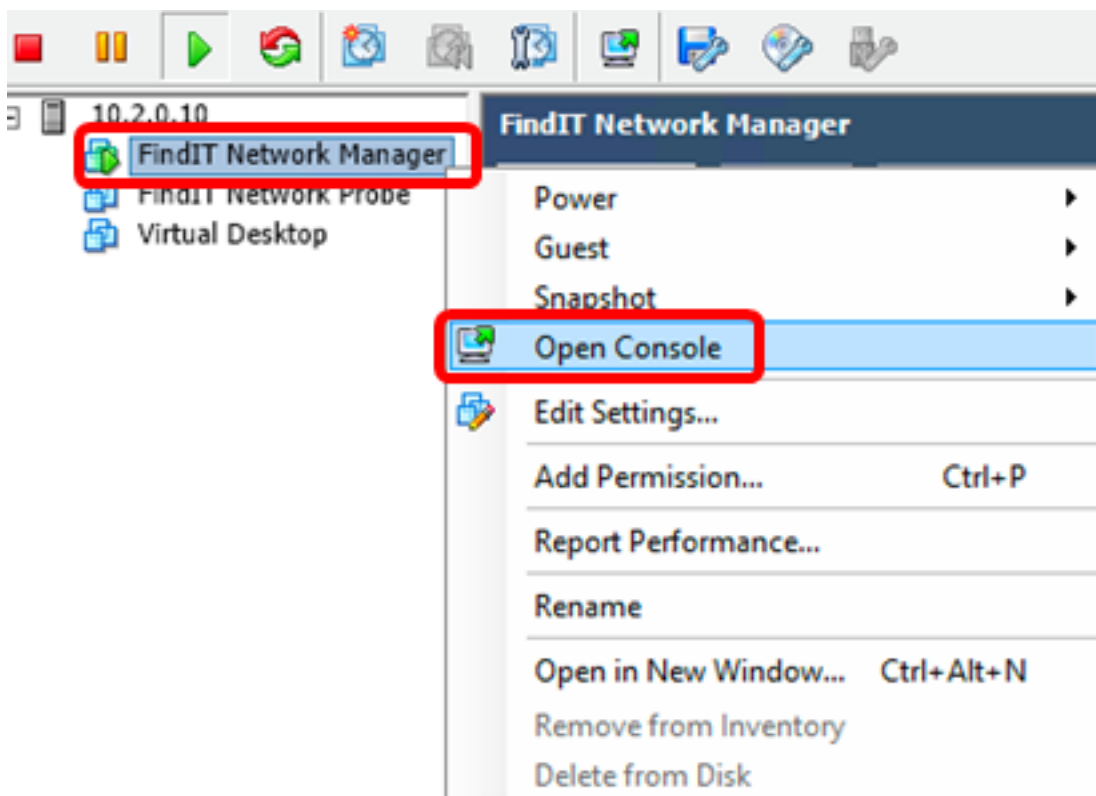 10.2.0.10
FindIT Network Manager
FindIT Network Manager
FindIT Network Probe
Virtual Desktop
Power
Guest
Snapshot
Open Console
Edit Settings...
Add Permission... Ctrl+P
Report Performance...
Rename
Open in New Window... Ctrl+Alt+N
Remove from Inventory
Delete from Disk